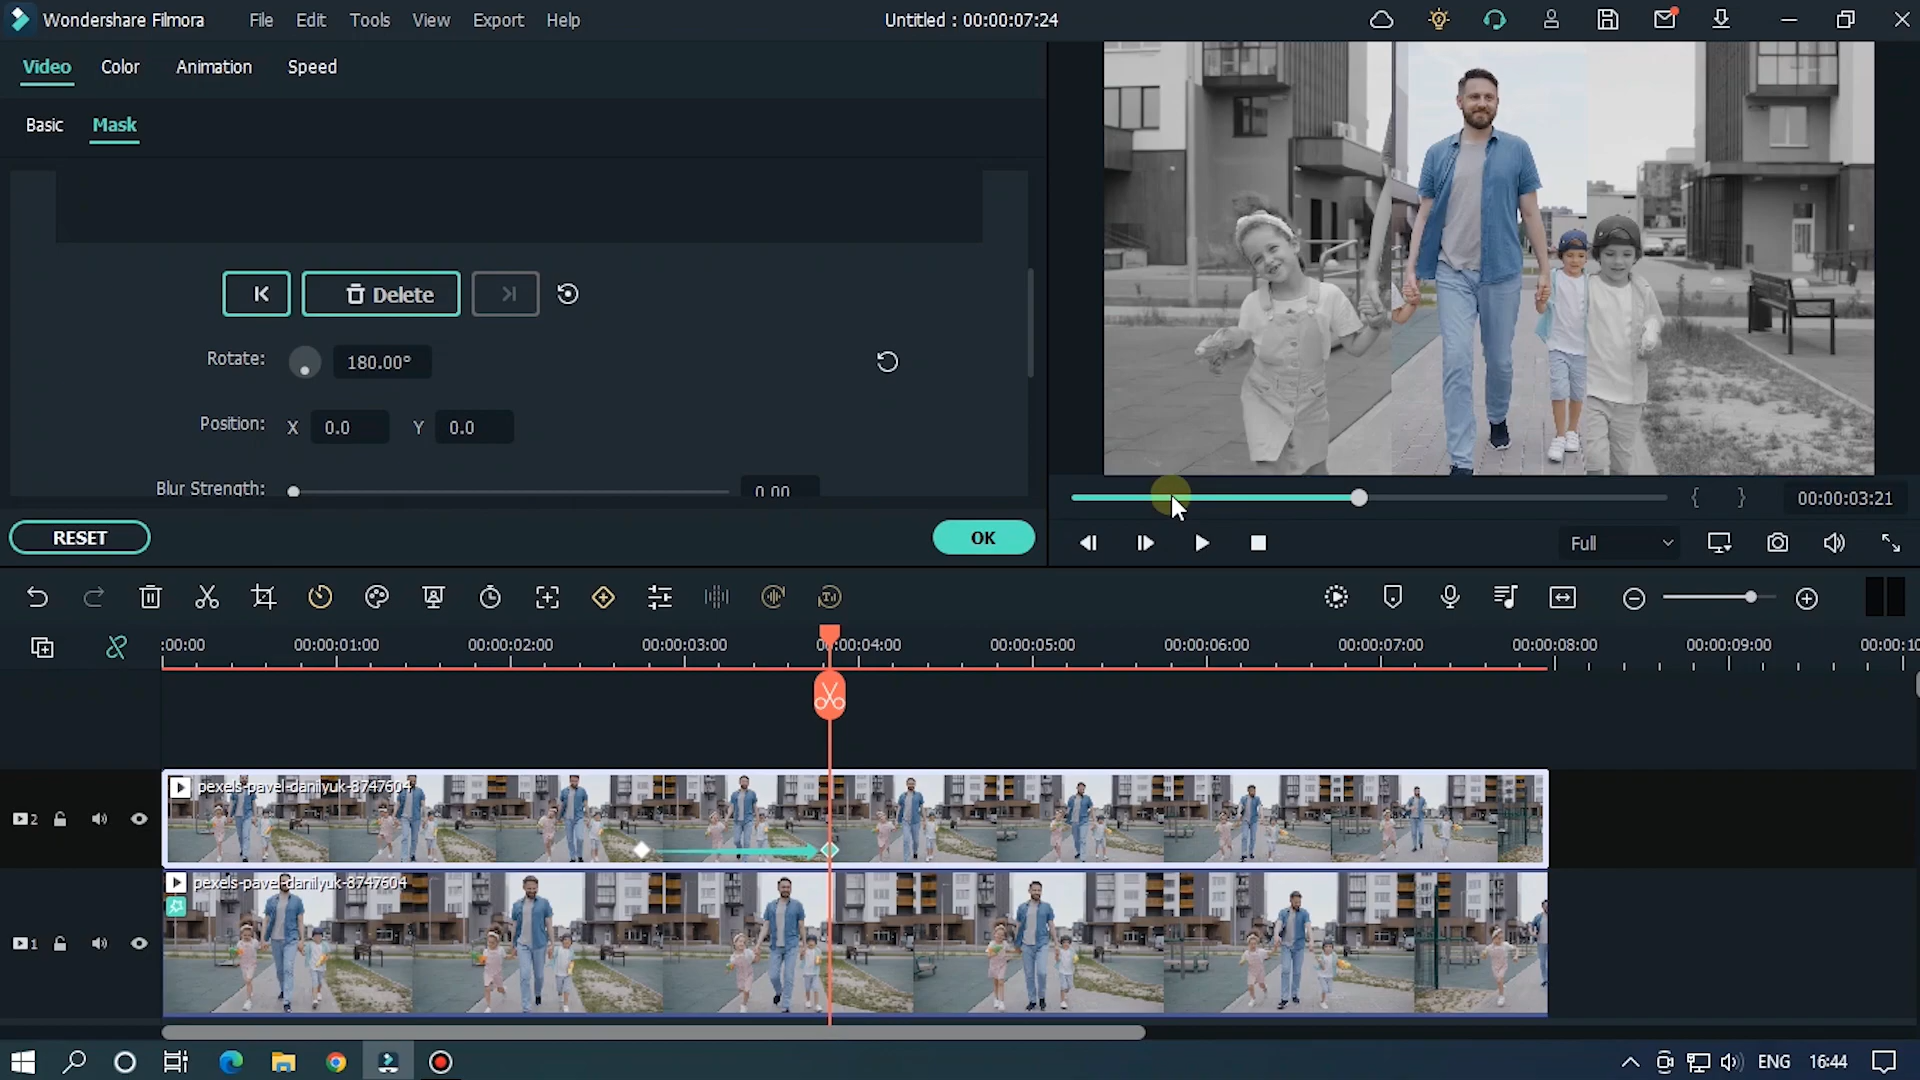 Wondershare Filmora File Edit Tools View Export Help Untitled : 00:00:07:24
Video Color Animation Speed
Basic Mask
Delete
Rotate: 180.00°
Position: X 0.0 Y 0.0
Blur Strength: 0.00
RESET OK
{ } 00:00:03:21
Full
:00:00 00:00:01:00 00:00:02:00 00:00:03:00 00:00:04:00 00:00:05:00 00:00:06:00 00:00:07:00 00:00:08:00 00:00:09:00 00:00:10
pexels-pavel-danilyuk-8747604
2
pexels-pavel-danilyuk-8747604
1
ENG 16:44